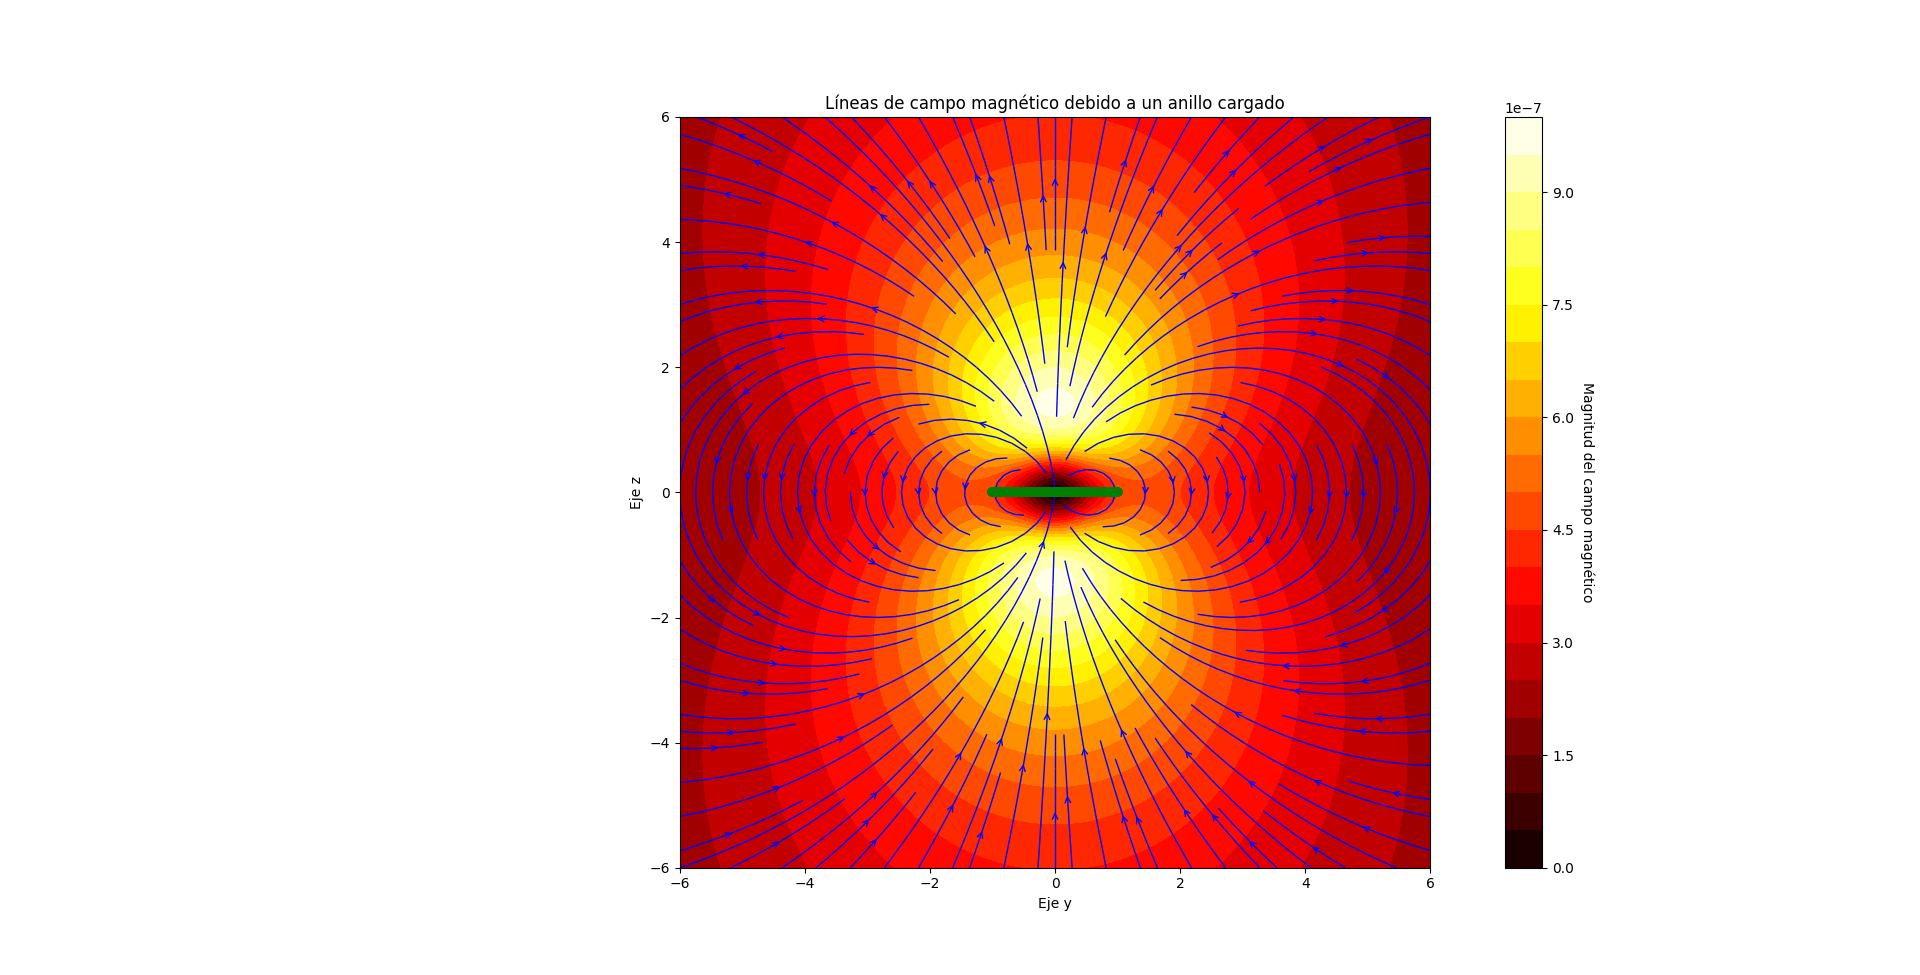 Líneas de campo magnético debido a un anillo cargado
1e−7
6
4
2
0
−2
−4
−6
Eje z
−6 −4 −2 0 2 4 6
Eje y
9.0
7.5
6.0
4.5
3.0
1.5
0.0
Magnitud del campo magnético